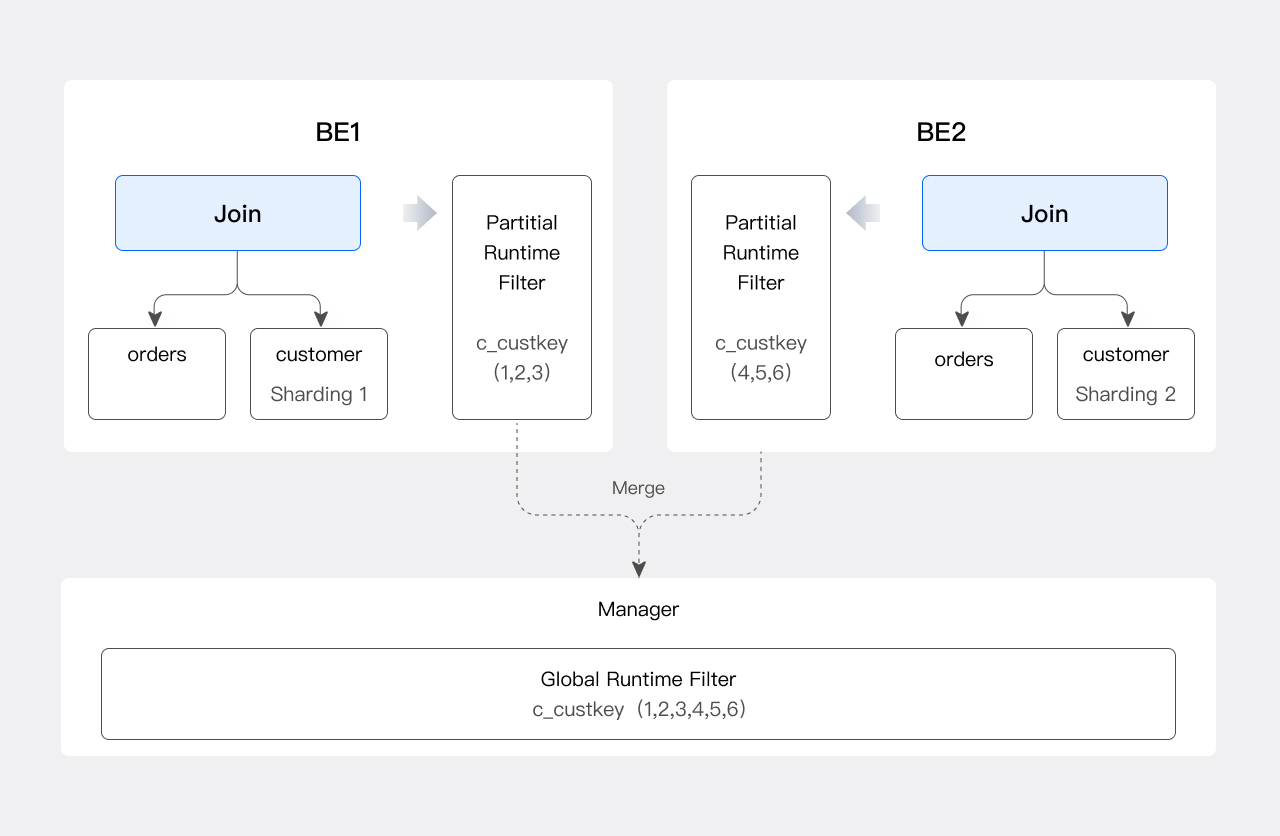 BE1
Join
orders
customer
Sharding 1
Partitial
Runtime
Filter
c_custkey
(1,2,3)
BE2
Partitial
Runtime
Filter
c_custkey
(4,5,6)
Join
orders
customer
Sharding 2
Merge
Manager
Global Runtime Filter
c_custkey (1,2,3,4,5,6)